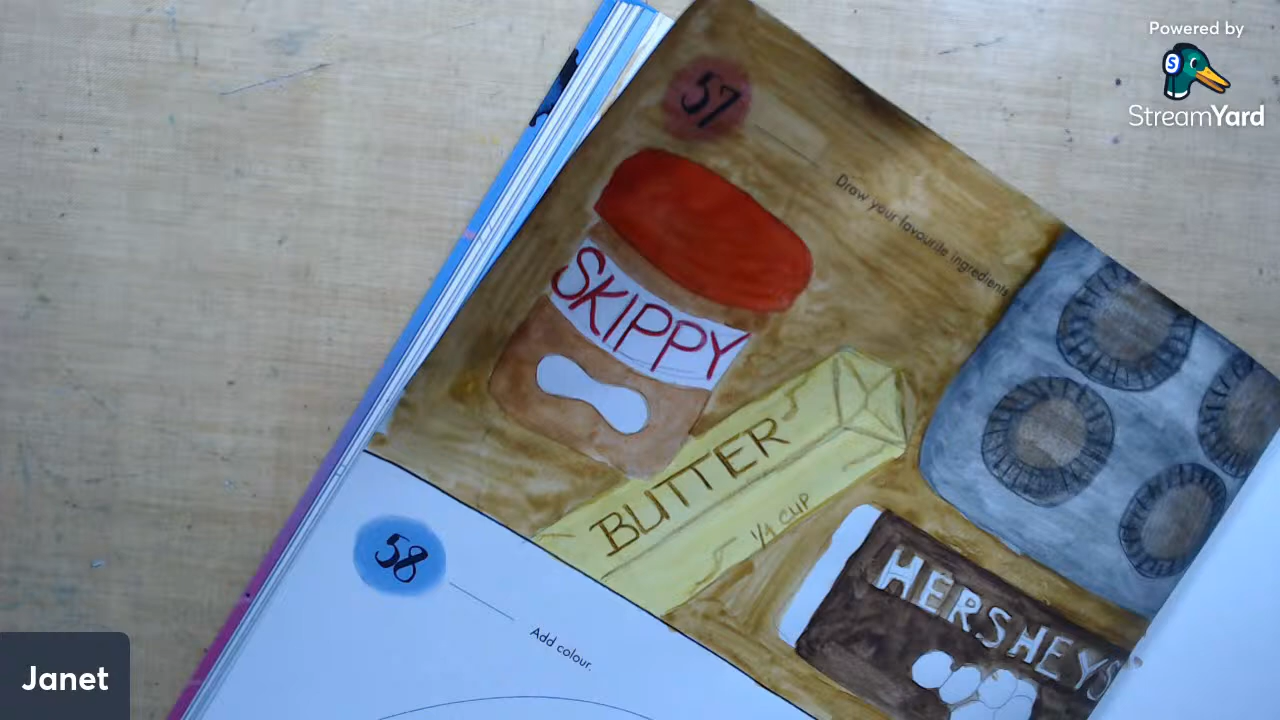 Powered by
StreamYard
57
Draw your favourite ingredients
SKIPPY
BUTTER
1/4 CUP
HERSHEYS
58
Add colour.
Janet